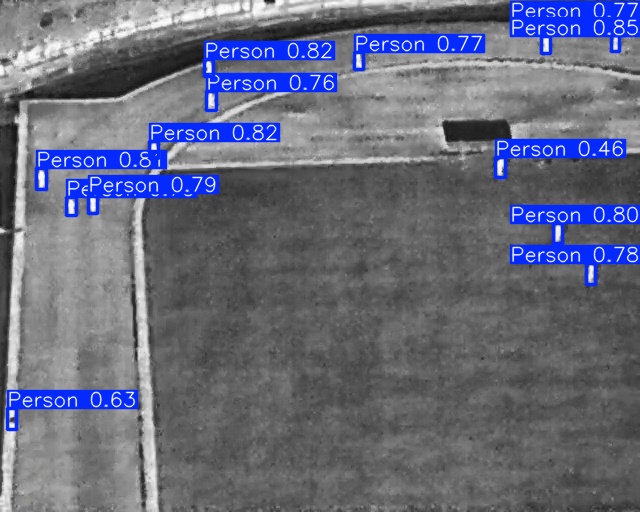 Person 0.77
Person 0.85
Person 0.82
Person 0.77
Person 0.76
Person 0.82
Person 0.46
Person 0.79
Person 0.80
Person 0.78
Person 0.63